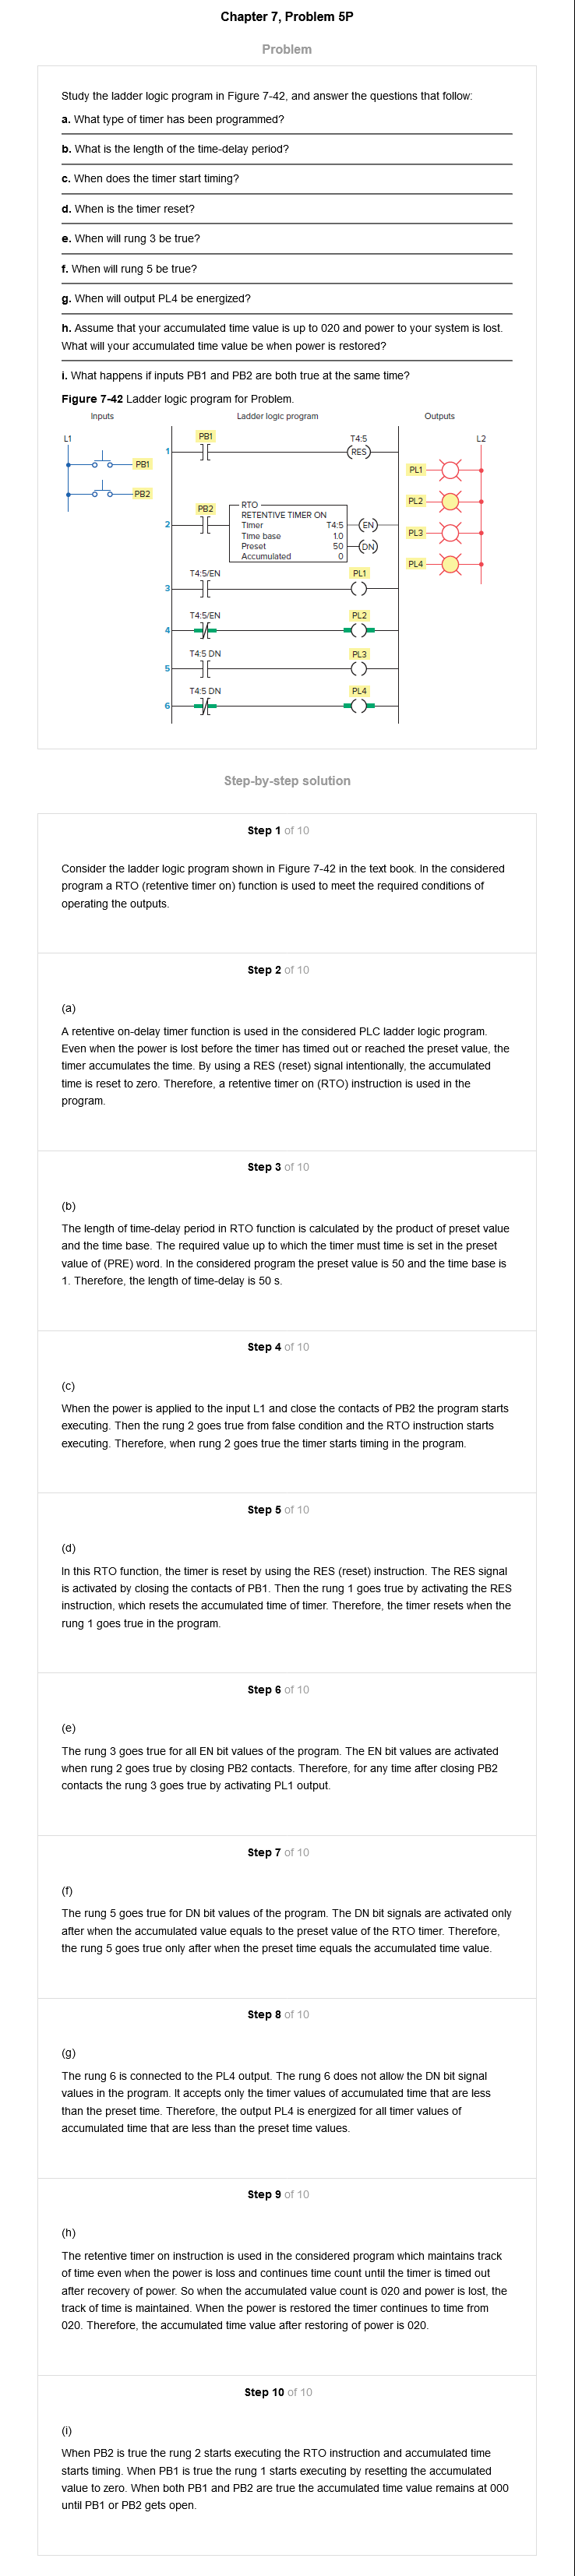 Chapter 7, Problem 5P
Problem
Study the ladder logic program in Figure 7-42, and answer the questions that follow:
a. What type of timer has been programmed?
b. What is the length of the time-delay period?
c. When does the timer start timing?
d. When is the timer reset?
e. When will rung 3 be true?
f. When will rung 5 be true?
g. When will output PL4 be energized?
h. Assume that your accumulated time value is up to 020 and power to your system is lost.
What will your accumulated time value be when power is restored?
i. What happens if inputs PB1 and PB2 are both true at the same time?
Figure 7-42 Ladder logic program for Problem.
Inputs Ladder logic program Outputs
L1 PB1 T4:5 L2
1 RES
PB1 PL1
PB2 PL2
PB2 RTO
RETENTIVE TIMER ON
2 Timer T4:5 EN
Time base 1.0 PL3
Preset 50 DN
Accumulated 0
PL4
T4:5/EN PL1
3
T4:5/EN PL2
4
T4:5 DN PL3
5
T4:5 DN PL4
6
Step-by-step solution
Step 1 of 10
Consider the ladder logic program shown in Figure 7-42 in the text book. In the considered
program a RTO (retentive timer on) function is used to meet the required conditions of
operating the outputs.
Step 2 of 10
(a)
A retentive on-delay timer function is used in the considered PLC ladder logic program.
Even when the power is lost before the timer has timed out or reached the preset value, the
timer accumulates the time. By using a RES (reset) signal intentionally, the accumulated
time is reset to zero. Therefore, a retentive timer on (RTO) instruction is used in the
program.
Step 3 of 10
(b)
The length of time-delay period in RTO function is calculated by the product of preset value
and the time base. The required value up to which the timer must time is set in the preset
value of (PRE) word. In the considered program the preset value is 50 and the time base is
1. Therefore, the length of time-delay is 50 s.
Step 4 of 10
(c)
When the power is applied to the input L1 and close the contacts of PB2 the program starts
executing. Then the rung 2 goes true from false condition and the RTO instruction starts
executing. Therefore, when rung 2 goes true the timer starts timing in the program.
Step 5 of 10
(d)
In this RTO function, the timer is reset by using the RES (reset) instruction. The RES signal
is activated by closing the contacts of PB1. Then the rung 1 goes true by activating the RES
instruction, which resets the accumulated time of timer. Therefore, the timer resets when the
rung 1 goes true in the program.
Step 6 of 10
(e)
The rung 3 goes true for all EN bit values of the program. The EN bit values are activated
when rung 2 goes true by closing PB2 contacts. Therefore, for any time after closing PB2
contacts the rung 3 goes true by activating PL1 output.
Step 7 of 10
(f)
The rung 5 goes true for DN bit values of the program. The DN bit signals are activated only
after when the accumulated value equals to the preset value of the RTO timer. Therefore,
the rung 5 goes true only after when the preset time equals the accumulated time value.
Step 8 of 10
(g)
The rung 6 is connected to the PL4 output. The rung 6 does not allow the DN bit signal
values in the program. It accepts only the timer values of accumulated time that are less
than the preset time. Therefore, the output PL4 is energized for all timer values of
accumulated time that are less than the preset time values.
Step 9 of 10
(h)
The retentive timer on instruction is used in the considered program which maintains track
of time even when the power is loss and continues time count until the timer is timed out
after recovery of power. So when the accumulated value count is 020 and power is lost, the
track of time is maintained. When the power is restored the timer continues to time from
020. Therefore, the accumulated time value after restoring of power is 020.
Step 10 of 10
(i)
When PB2 is true the rung 2 starts executing the RTO instruction and accumulated time
starts timing. When PB1 is true the rung 1 starts executing by resetting the accumulated
value to zero. When both PB1 and PB2 are true the accumulated time value remains at 000
until PB1 or PB2 gets open.